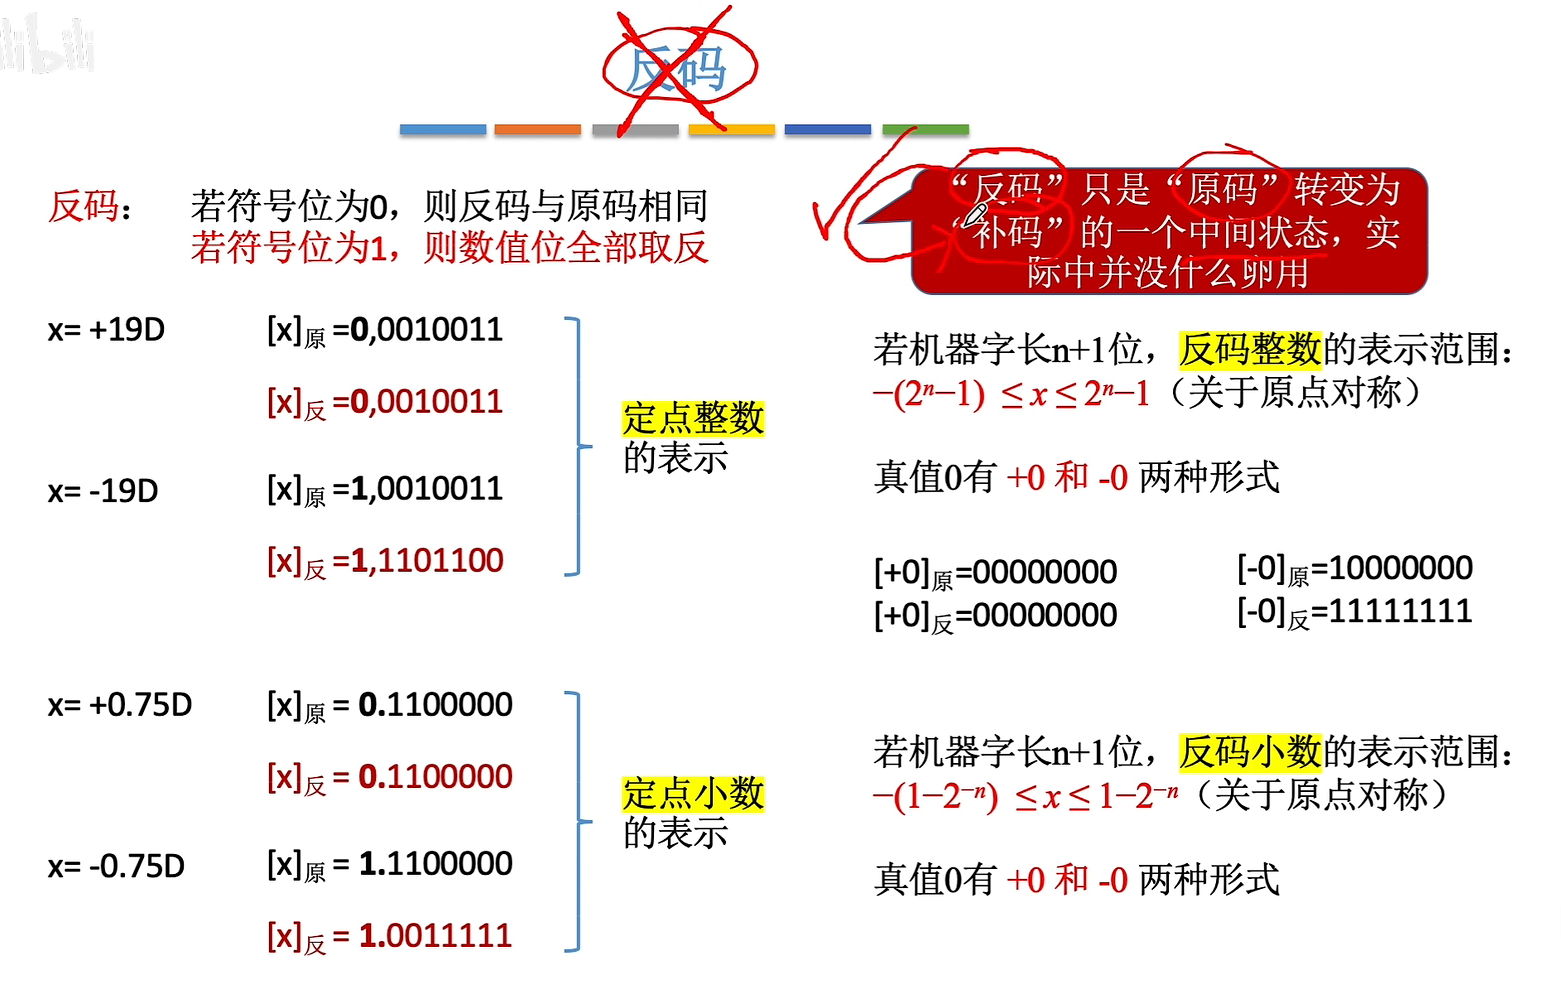 反码
反码： 若符号位为0，则反码与原码相同
若符号位为1，则数值位全部取反
“反码”只是“原码”转变为
“补码”的一个中间状态，实
际中并没什么卵用
x= +19D [x]原 =0,0010011
[x]反 =0,0010011
x= -19D [x]原 =1,0010011
[x]反 =1,1101100
定点整数
的表示
x= +0.75D [x]原 = 0.1100000
[x]反 = 0.1100000
x= -0.75D [x]原 = 1.1100000
[x]反 = 1.0011111
定点小数
的表示
若机器字长n+1位，反码整数的表示范围：
−(2ⁿ−1) ≤ x ≤ 2ⁿ−1（关于原点对称）
真值0有 +0 和 -0 两种形式
[+0]原=00000000 [-0]原=10000000
[+0]反=00000000 [-0]反=11111111
若机器字长n+1位，反码小数的表示范围：
−(1−2⁻ⁿ) ≤ x ≤ 1−2⁻ⁿ（关于原点对称）
真值0有 +0 和 -0 两种形式